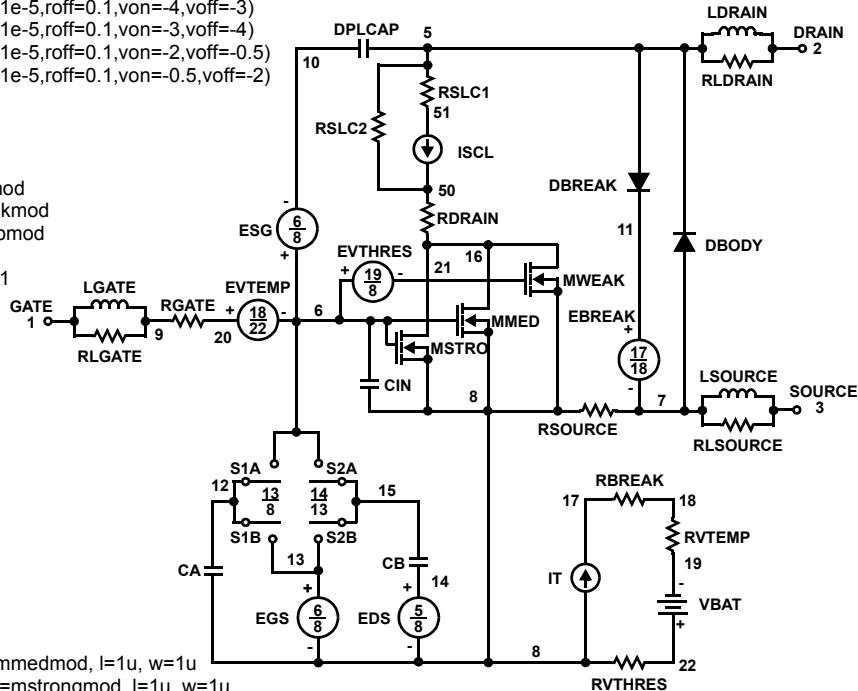 1e-5,roff=0.1,von=-4,voff=-3)
1e-5,roff=0.1,von=-3,voff=-4)
1e-5,roff=0.1,von=-2,voff=-0.5)
1e-5,roff=0.1,von=-0.5,voff=-2)
kmod
1
mmedmod, l=1u, w=1u
=mstrongmod, l=1u, w=1u
LDRAIN
DPLCAP 5 DRAIN
10 2
RLDRAIN
RSLC1
51
RSLC2
ISCL
50
DBREAK
RDRAIN
ESG 6 8
- +
11
DBODY
EVTHRES 16
+ 19 8 - 21
MWEAK
LGATE EVTEMP
GATE RGATE + 18 22 - 6
EBREAK +
1 9 20
MMED
17 18
RLGATE
MSTRO
-
LSOURCE
CIN SOURCE
8 7 3
RSOURCE
RLSOURCE
S1A S2A
12 13 8 14 13 15
RBREAK
17 18
S1B S2B
RVTEMP
13 CB 19
CA 14 IT -
+ +
VBAT
EGS 6 8 EDS 5 8
+
- -
8 22
RVTHRES